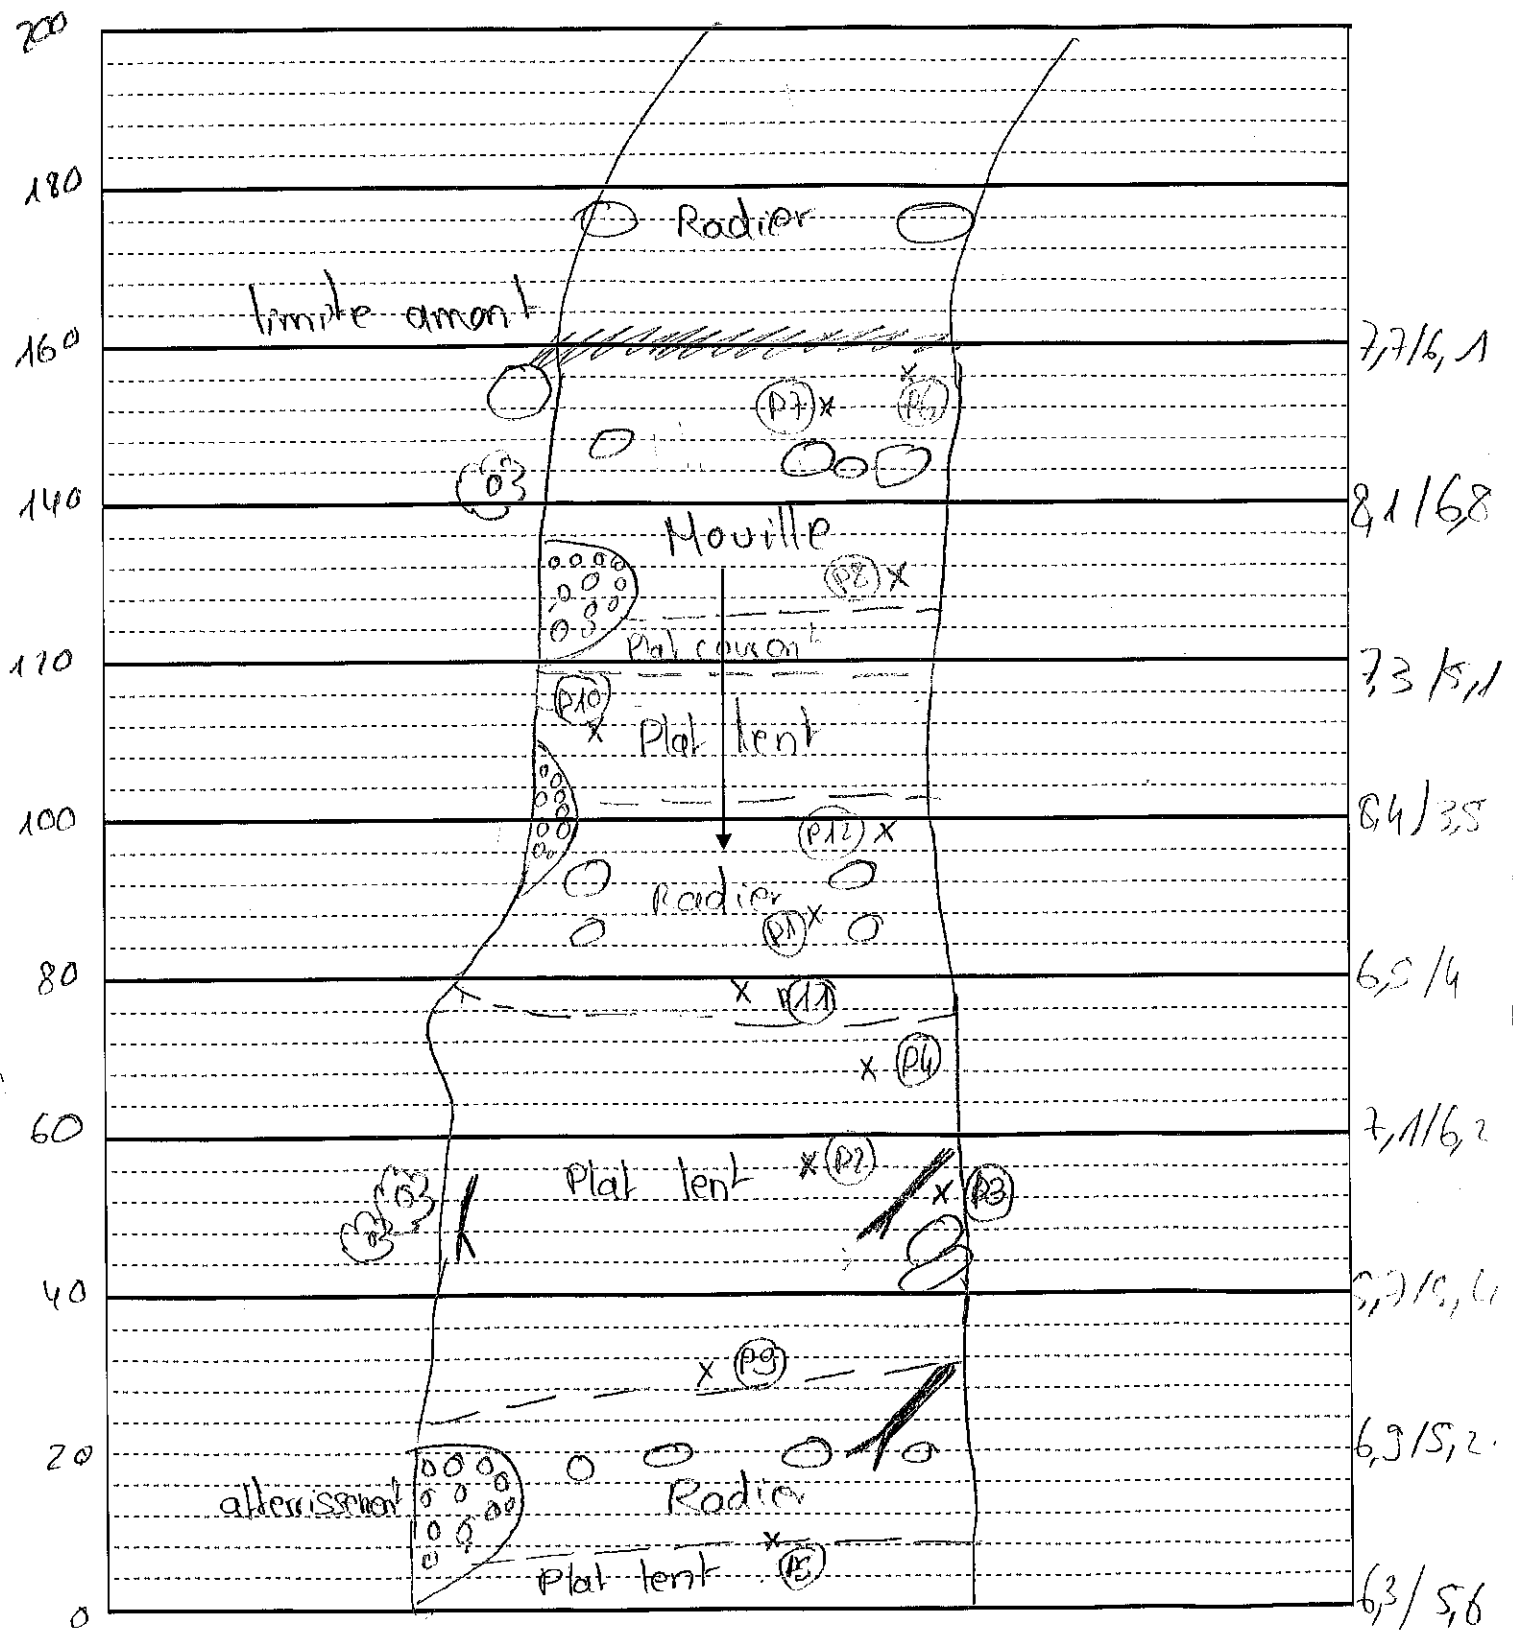 200
180
Radier
limite amont
160 7,7/6,1
P7 P6
140 8,1/6,8
Mouille
P8
Plat courant
120 7,3/5,1
P10
Plat lent
100
P12
Radier
P1
80
P11
P4
60 7,1/6,2
Plat lent P2
P3
40
P9
20 6,9/5,2
atterrissement Radier
Plat lent P5
0 6,3/5,6